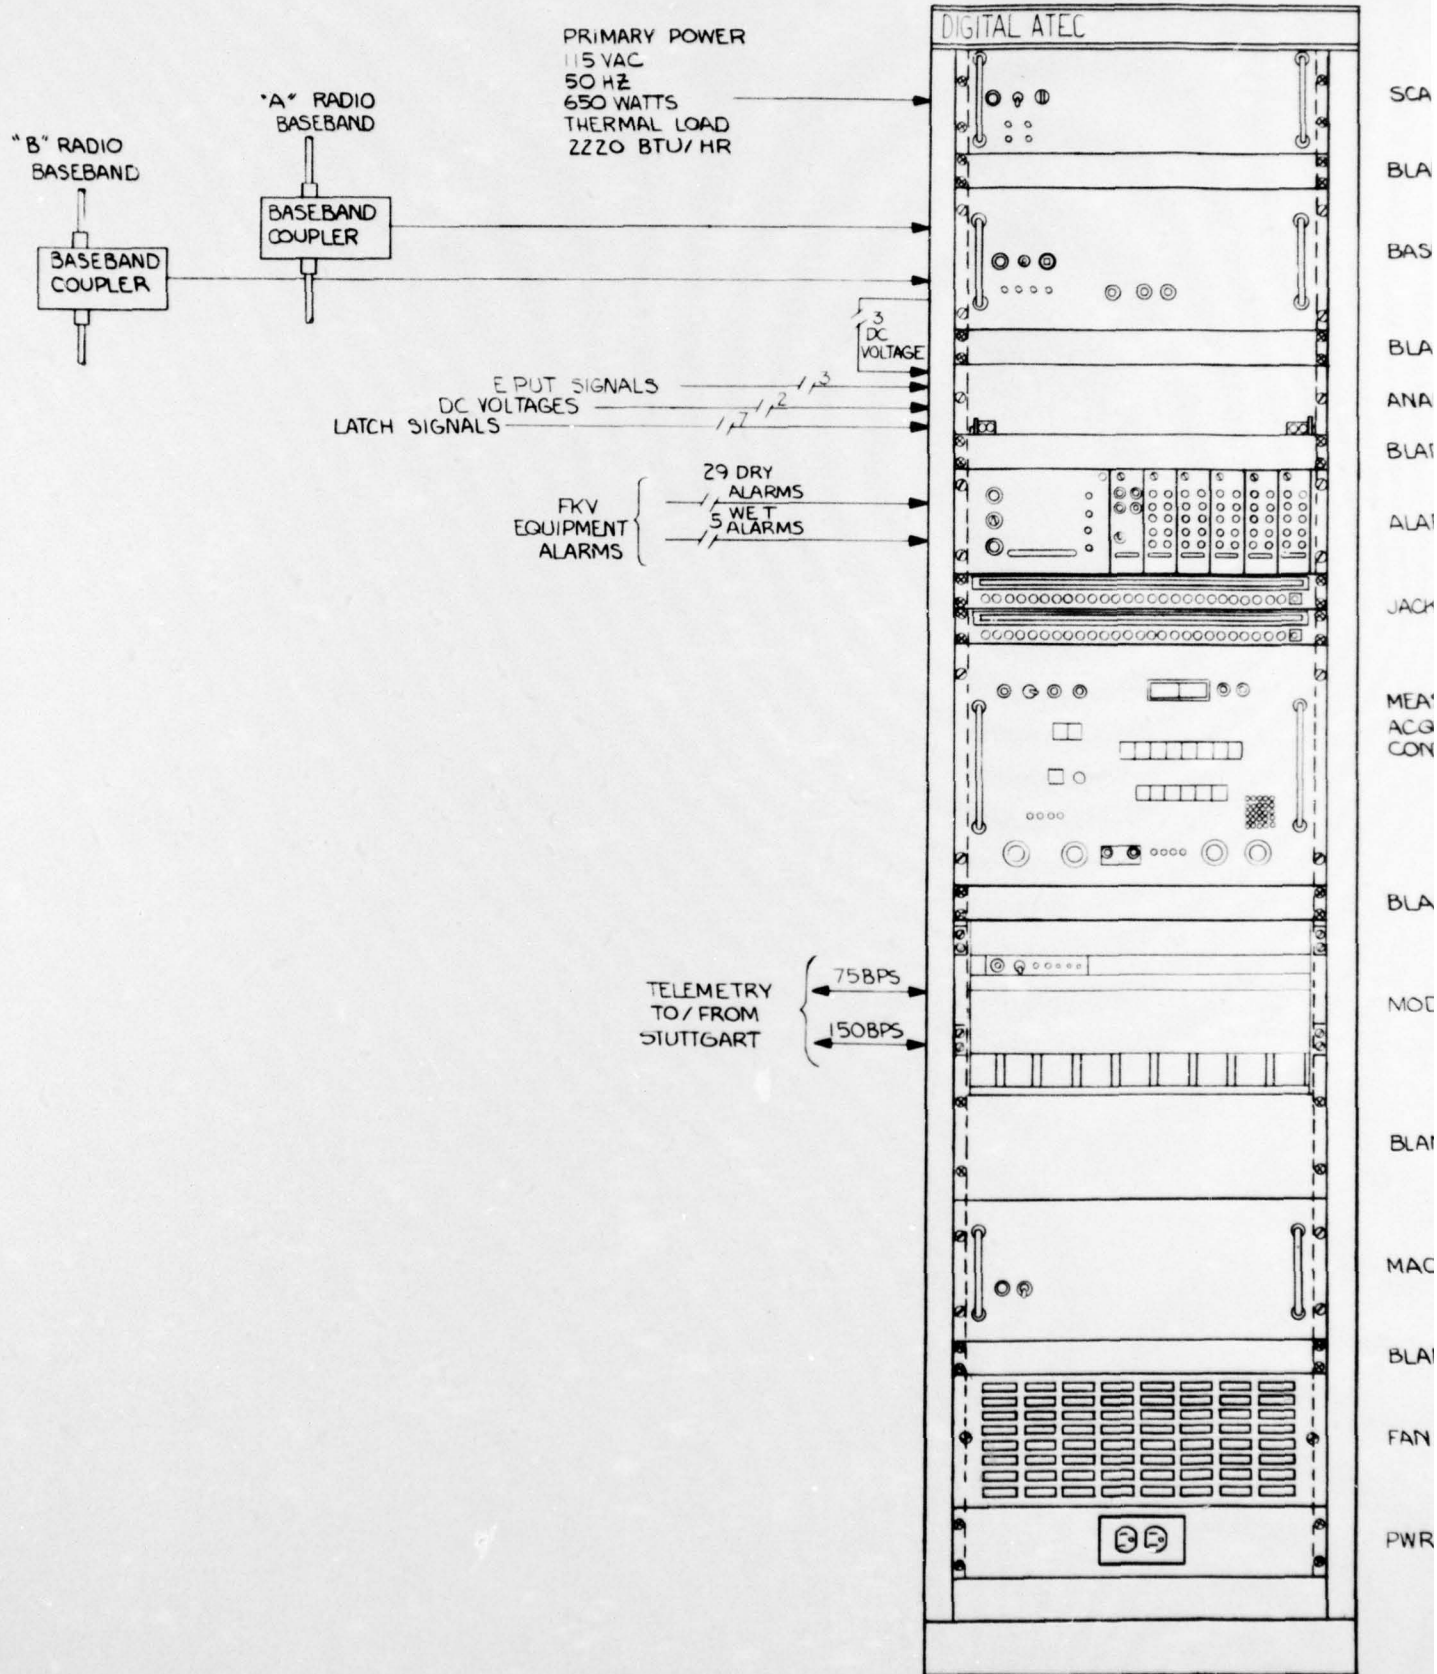 DIGITAL ATEC
PRIMARY POWER
115 VAC
50 HZ
650 WATTS
THERMAL LOAD
2220 BTU/HR
"A" RADIO
BASEBAND
"B" RADIO
BASEBAND
BASEBAND
COUPLER
BASEBAND
COUPLER
3
DC
VOLTAGE
E PUT SIGNALS
3
DC VOLTAGES
2
LATCH SIGNALS
7
FKV
EQUIPMENT
ALARMS
29 DRY
ALARMS
5 WET
ALARMS
TELEMETRY
TO/FROM
STUTTGART
75BPS
150BPS
SCA
BLA
BAS
BLA
ANA
BLA
ALA
JACK
MEAS
ACQ
CON
BLA
MOD
BLAN
MAC
BLA
FAN
PWR